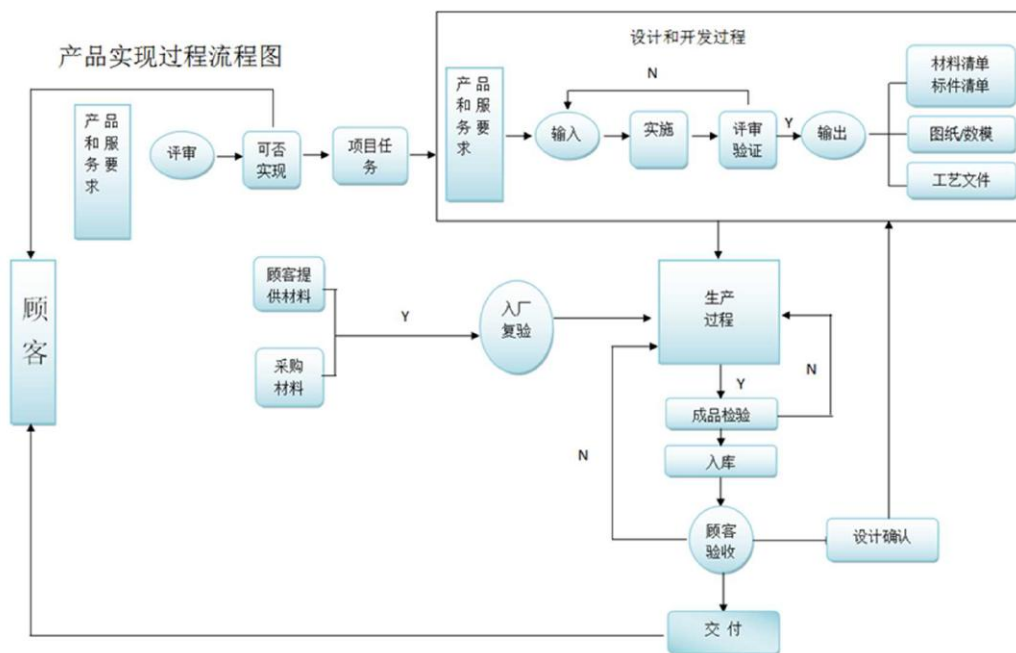 产品实现过程流程图
设计和开发过程
产品
和服
务要
求
评审
可否
实现
项目任
务
产品
和服
务要
求
输入
N
实施
评审
验证
Y
输出
材料清单
标件清单
图纸/数模
工艺文件
顾
客
顾客提
供材料
采购
材料
Y
入厂
复验
生产
过程
Y
N
成品检验
入库
N
顾客
验收
设计确认
交 付